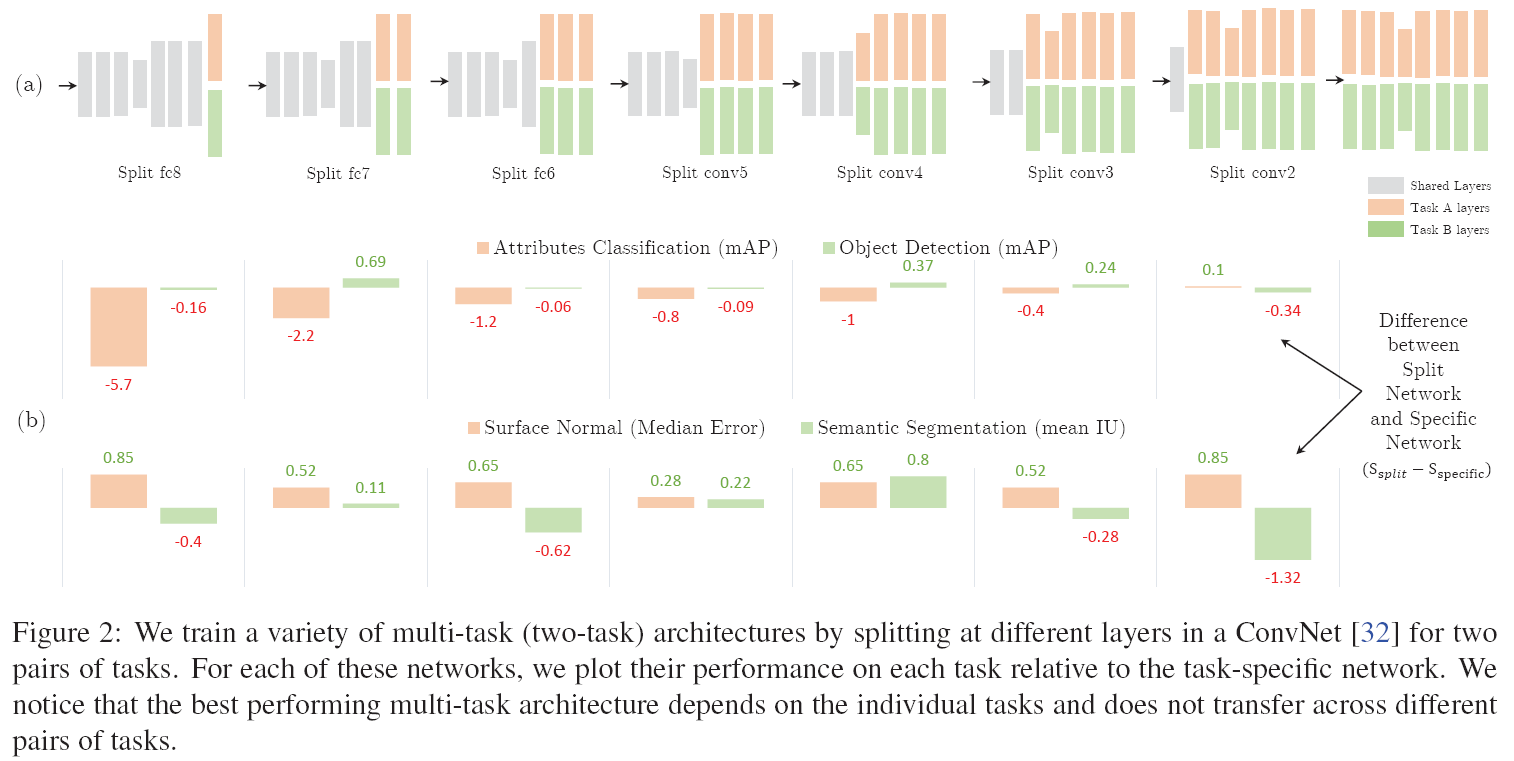 (a)
Split fc8
Split fc7
Split fc6
Split conv5
Split conv4
Split conv3
Split conv2
Shared Layers
Task A layers
Task B layers
Attributes Classification (mAP)
Object Detection (mAP)
-5.7
-0.16
-2.2
0.69
-1.2
-0.06
-0.8
-0.09
-1
0.37
-0.4
0.24
0.1
-0.34
Difference
between
Split
Network
and Specific
Network
(S_split − S_specific)
(b)
Surface Normal (Median Error)
Semantic Segmentation (mean IU)
0.85
-0.4
0.52
0.11
0.65
-0.62
0.28
0.22
0.65
0.8
0.52
-0.28
0.85
-1.32
Figure 2: We train a variety of multi-task (two-task) architectures by splitting at different layers in a ConvNet [32] for two
pairs of tasks. For each of these networks, we plot their performance on each task relative to the task-specific network. We
notice that the best performing multi-task architecture depends on the individual tasks and does not transfer across different
pairs of tasks.